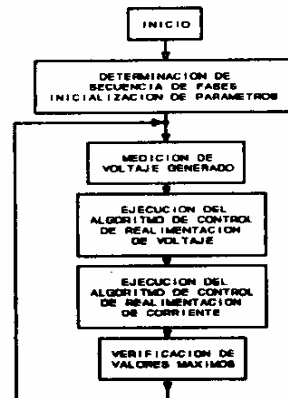 INICIO
DETERMINACION DE
SECUENCIA DE FASES
INICIALIZACION DE PARAMETROS
MEDICION DE
VOLTAJE GENERADO
EJECUCION DEL
ALGORITMO DE CONTROL
DE REALIMENTACION
DE VOLTAJE
EJECUCION DEL
ALGORITMO DE CONTROL
DE REALIMENTACION
DE CORRIENTE
VERIFICACION DE
VALORES MAXIMOS